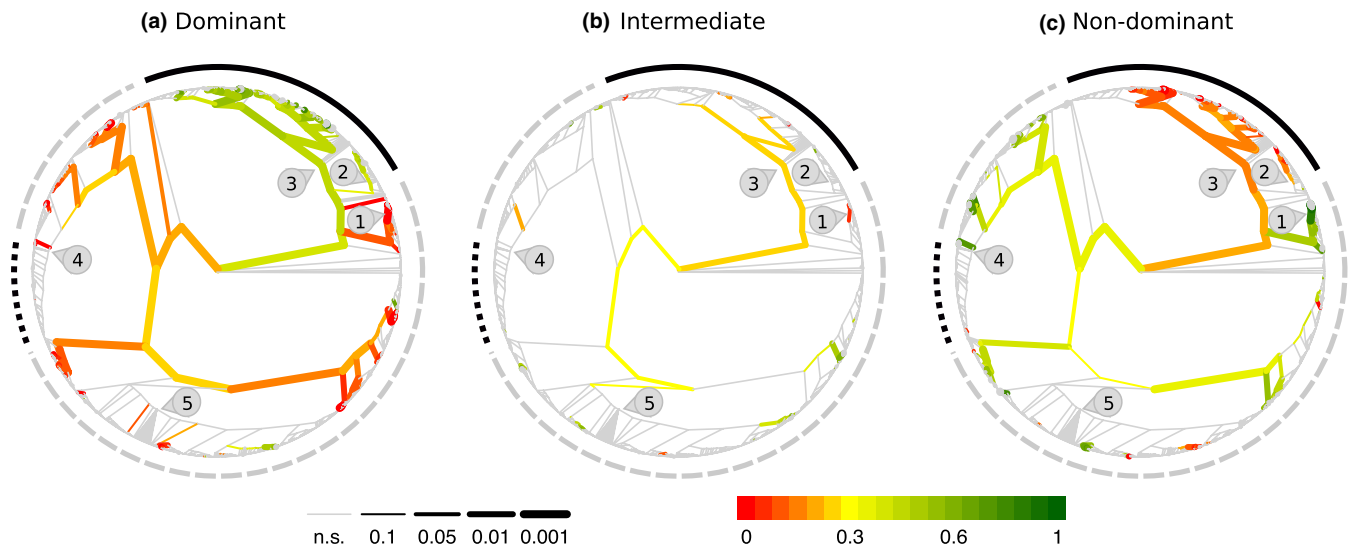 (a) Dominant
(b) Intermediate
(c) Non-dominant
3 2 1 4 5
3 2 1 4 5
3 2 1 4 5
n.s. 0.1 0.05 0.01 0.001
0 0.3 0.6 1